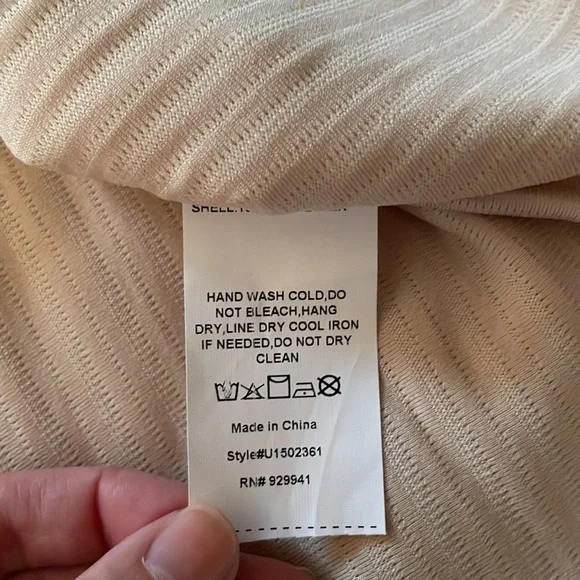 HAND WASH COLD,DO
NOT BLEACH,HANG
DRY,LINE DRY COOL IRON
IF NEEDED,DO NOT DRY
CLEAN
Made in China
Style#U1502361
RN# 929941